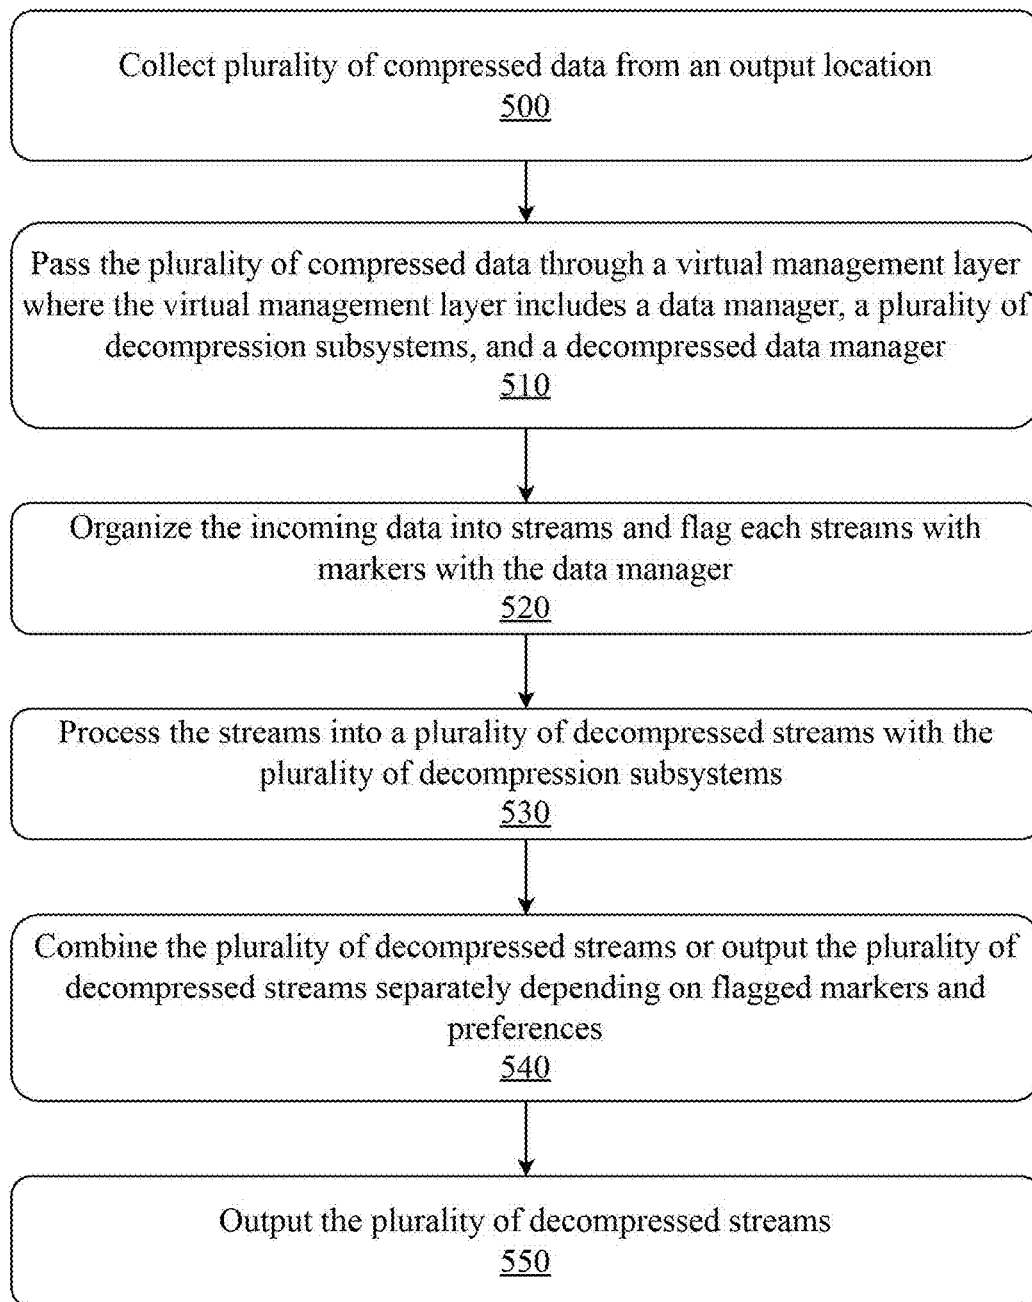 Collect plurality of compressed data from an output location
500
Pass the plurality of compressed data through a virtual management layer
where the virtual management layer includes a data manager, a plurality of
decompression subsystems, and a decompressed data manager
510
Organize the incoming data into streams and flag each streams with
markers with the data manager
520
Process the streams into a plurality of decompressed streams with the
plurality of decompression subsystems
530
Combine the plurality of decompressed streams or output the plurality of
decompressed streams separately depending on flagged markers and
preferences
540
Output the plurality of decompressed streams
550